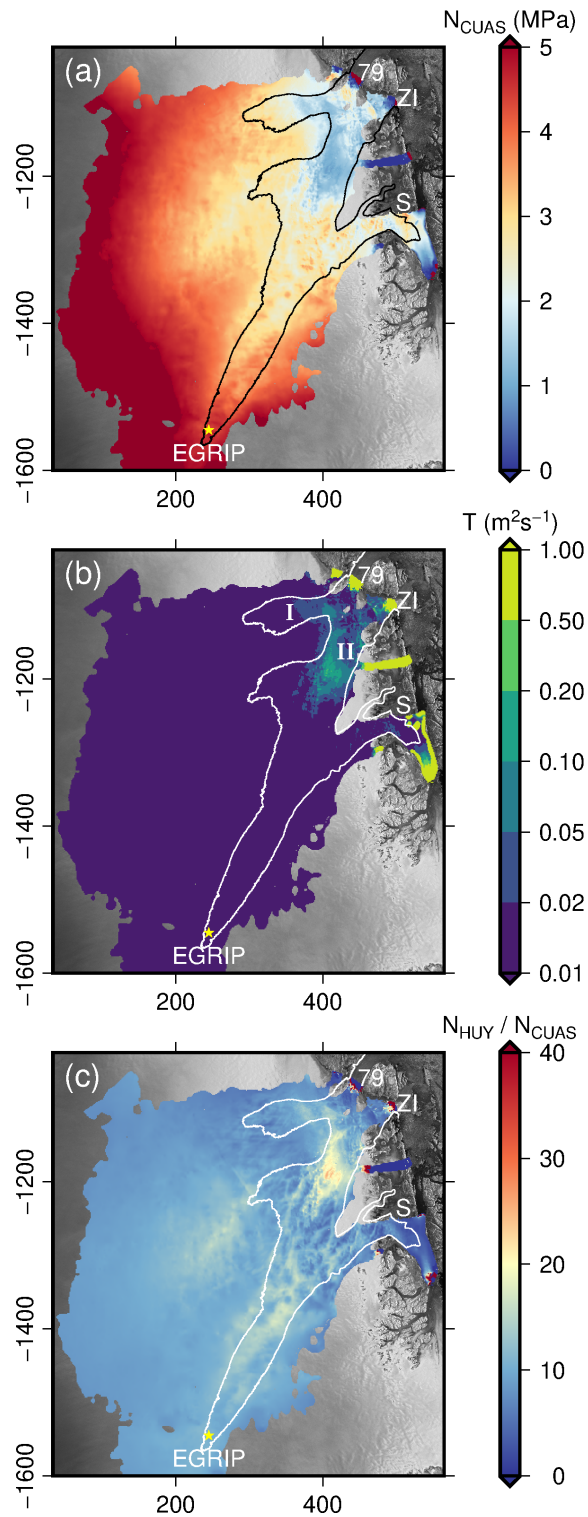 N_CUAS (MPa)
(a)
79
ZI
S
EGRIP
-1200
-1400
-1600
200
400
5
4
3
2
1
0
T (m²s⁻¹)
(b)
79
ZI
I
II
S
EGRIP
-1200
-1400
-1600
200
400
1.00
0.50
0.20
0.10
0.05
0.02
0.01
N_HUY / N_CUAS
(c)
79
ZI
S
EGRIP
-1200
-1400
-1600
200
400
40
30
20
10
0